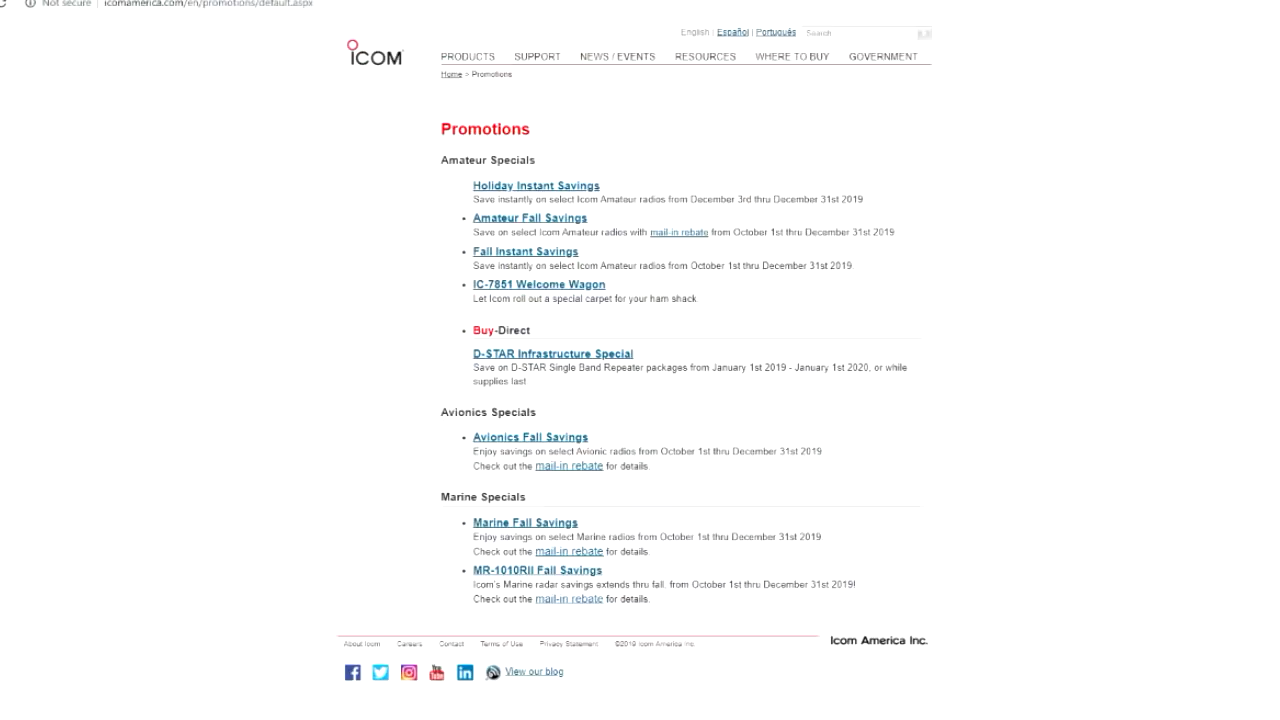 Not secure | icomamerica.com/en/promotions/default.aspx
English | Español | Português Search
ICOM
PRODUCTS SUPPORT NEWS / EVENTS RESOURCES WHERE TO BUY GOVERNMENT
Home > Promotions
Promotions
Amateur Specials
Holiday Instant Savings
Save instantly on select Icom Amateur radios from December 3rd thru December 31st 2019
• Amateur Fall Savings
Save on select Icom Amateur radios with mail-in rebate from October 1st thru December 31st 2019
• Fall Instant Savings
Save instantly on select Icom Amateur radios from October 1st thru December 31st 2019.
• IC-7851 Welcome Wagon
Let Icom roll out a special carpet for your ham shack
• Buy-Direct
D-STAR Infrastructure Special
Save on D-STAR Single Band Repeater packages from January 1st 2019 - January 1st 2020, or while
supplies last
Avionics Specials
• Avionics Fall Savings
Enjoy savings on select Avionic radios from October 1st thru December 31st 2019
Check out the mail-in rebate for details.
Marine Specials
• Marine Fall Savings
Enjoy savings on select Marine radios from October 1st thru December 31st 2019
Check out the mail-in rebate for details.
• MR-1010RII Fall Savings
Icom's Marine radar savings extends thru fall. from October 1st thru December 31st 2019!
Check out the mail-in rebate for details.
About Icom Careers Contact Terms of Use Privacy Statement ©2019 Icom America Inc.
Icom America Inc.
View our blog